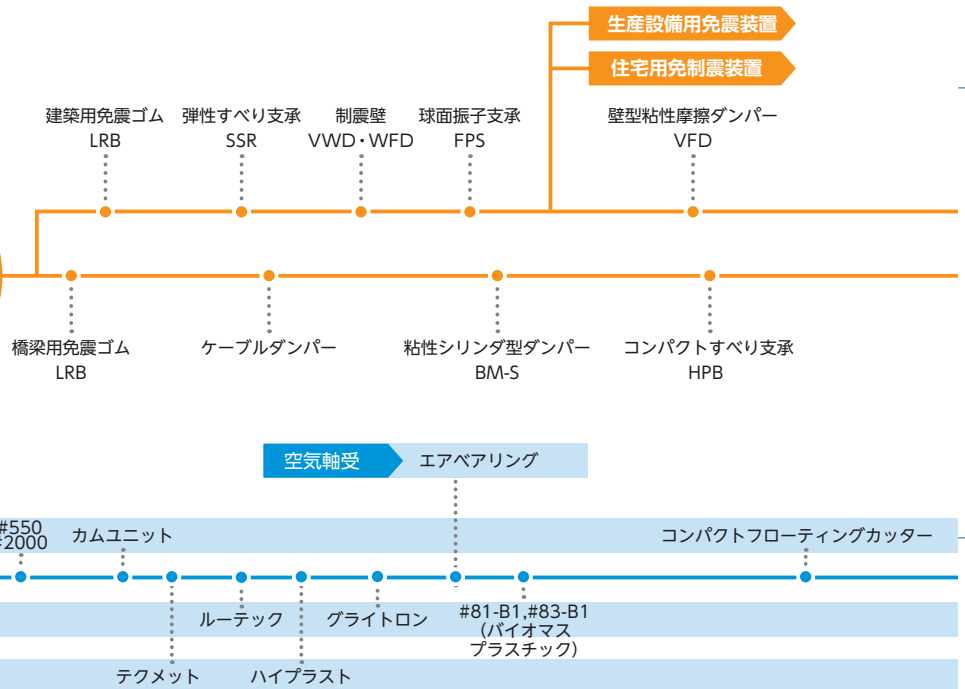 生産設備用免震装置
住宅用免制震装置
建築用免震ゴム
LRB
弾性すべり支承
SSR
制震壁
VWD・WFD
球面振子支承
FPS
壁型粘性摩擦ダンパー
VFD
橋梁用免震ゴム
LRB
ケーブルダンパー
粘性シリンダ型ダンパー
BM-S
コンパクトすべり支承
HPB
空気軸受
エアベアリング
#550
#2000
カムユニット
コンパクトフローティングカッター
ルーテック
グライトロン
#81-B1,#83-B1
(バイオマス
プラスチック)
テクメット
ハイプラスト